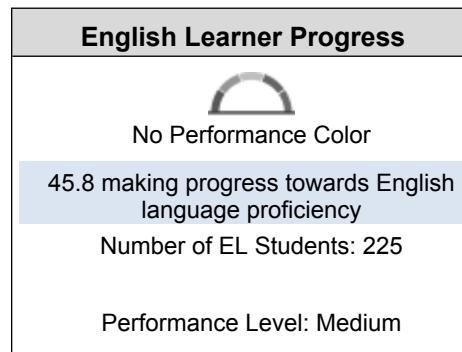 English Learner Progress
No Performance Color
45.8 making progress towards English
language proficiency
Number of EL Students: 225
Performance Level: Medium